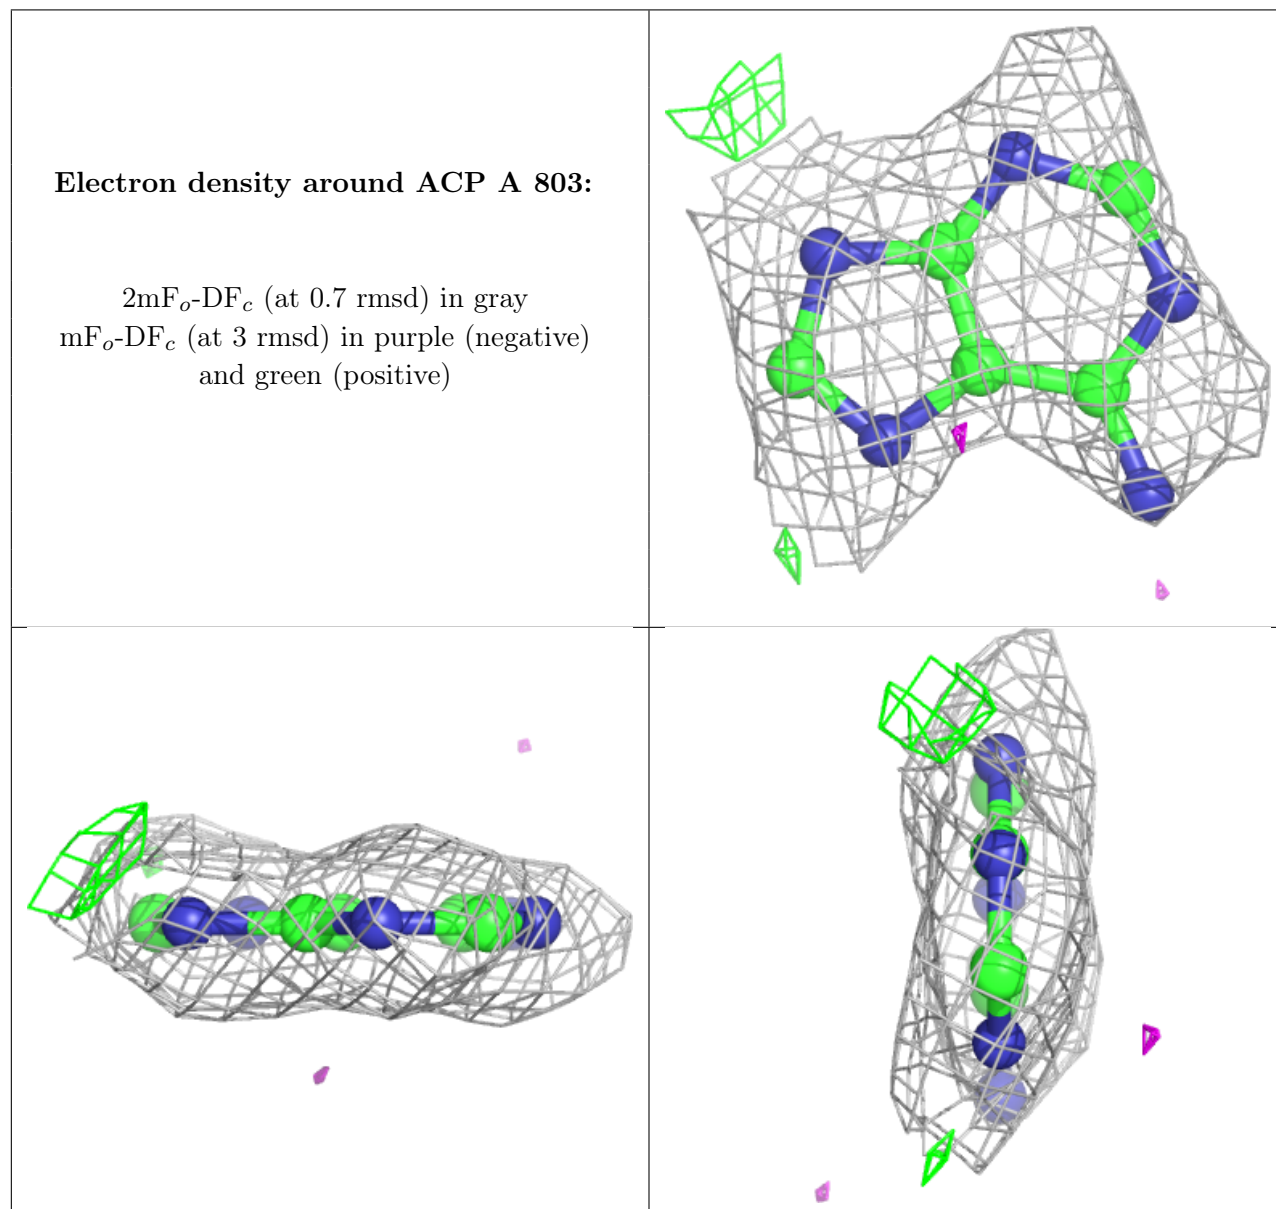 Electron density around ACP A 803:
2mFo-DFc (at 0.7 rmsd) in gray
mFo-DFc (at 3 rmsd) in purple (negative)
and green (positive)